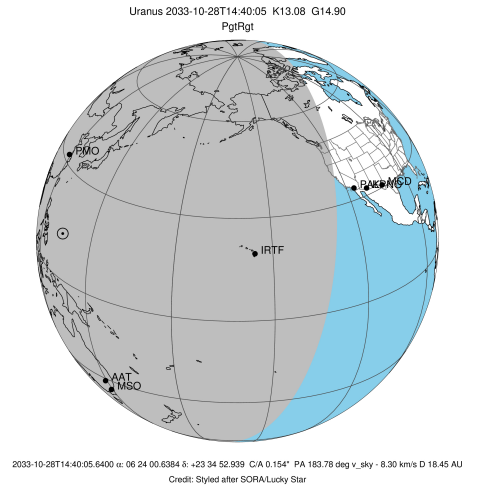 Uranus 2033-10-28T14:40:05 K13.08 G14.90
PgtRgt
PMO
MCD
IRTF
AAT
MSO
2033-10-28T14:40:05.6400 α: 06 24 00.6384 δ: +23 34 52.939 C/A 0.154" PA 183.78 deg v_sky - 8.30 km/s D 18.45 AU
Credit: Styled after SORA/Lucky Star